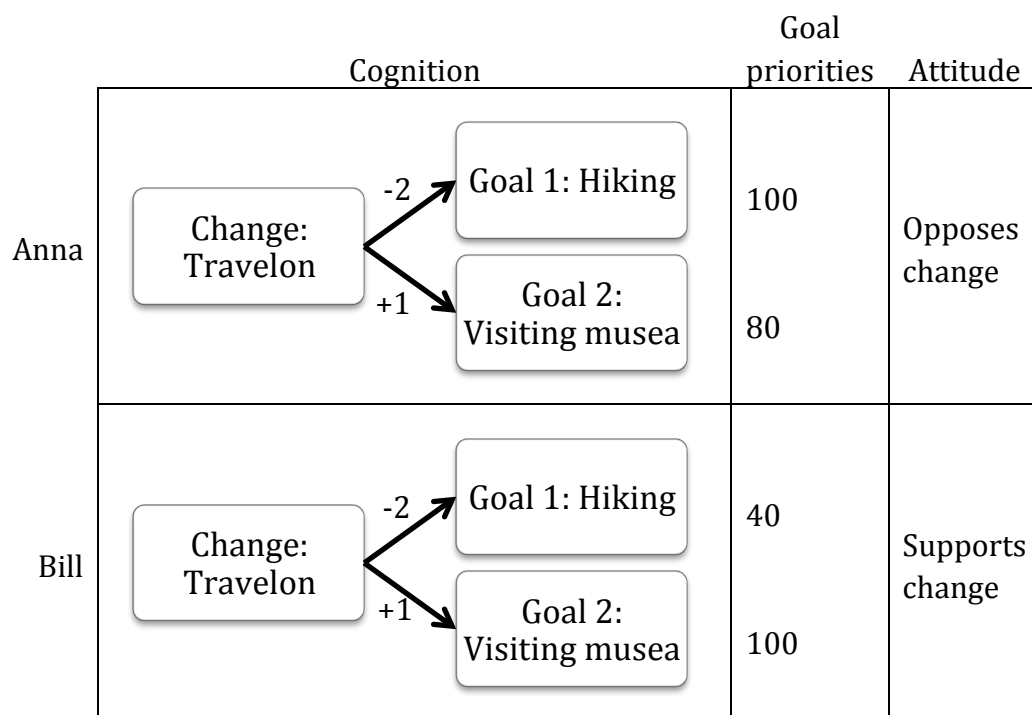 Goal
Cognition priorities Attitude
-2 Goal 1: Hiking 100
Anna Change:
Travelon
Opposes
change
+1 Goal 2:
Visiting musea 80
-2 Goal 1: Hiking 40
Bill Change:
Travelon
Supports
change
+1 Goal 2:
Visiting musea 100